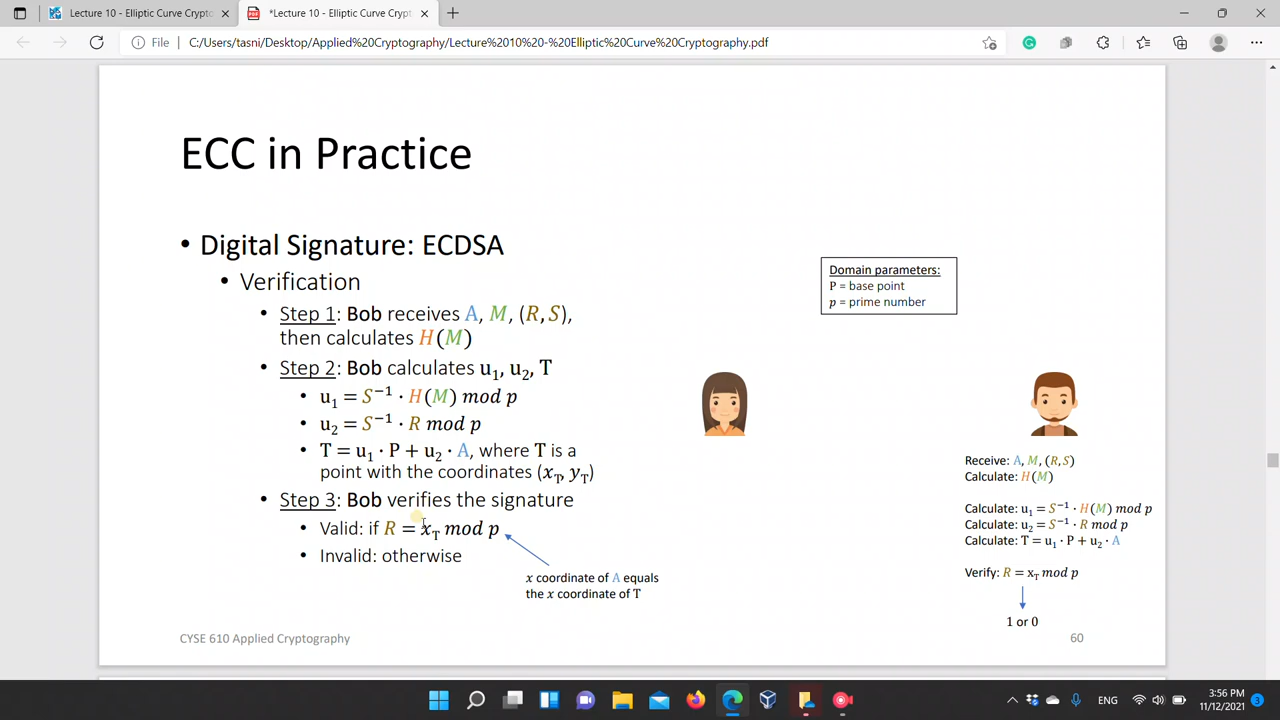 Lecture 10 - Elliptic Curve Crypto
*Lecture 10 - Elliptic Curve Crypt
File
C:/Users/tasni/Desktop/Applied%20Cryptography/Lecture%2010%20-%20Elliptic%20Curve%20Cryptography.pdf
ECC in Practice
• Digital Signature: ECDSA
• Verification
• Step 1: Bob receives A, M, (R, S),
then calculates H(M)
• Step 2: Bob calculates u₁, u₂, T
• u₁ = S⁻¹ · H(M) mod p
• u₂ = S⁻¹ · R mod p
• T = u₁ · P + u₂ · A, where T is a
point with the coordinates (x_T, y_T)
• Step 3: Bob verifies the signature
• Valid: if R = x_T mod p
• Invalid: otherwise
x coordinate of A equals
the x coordinate of T
Domain parameters:
P = base point
p = prime number
Receive: A, M, (R, S)
Calculate: H(M)
Calculate: u₁ = S⁻¹ · H(M) mod p
Calculate: u₂ = S⁻¹ · R mod p
Calculate: T = u₁ · P + u₂ · A
Verify: R = x_T mod p
1 or 0
CYSE 610 Applied Cryptography
60
ENG
3:56 PM
11/12/2021
3